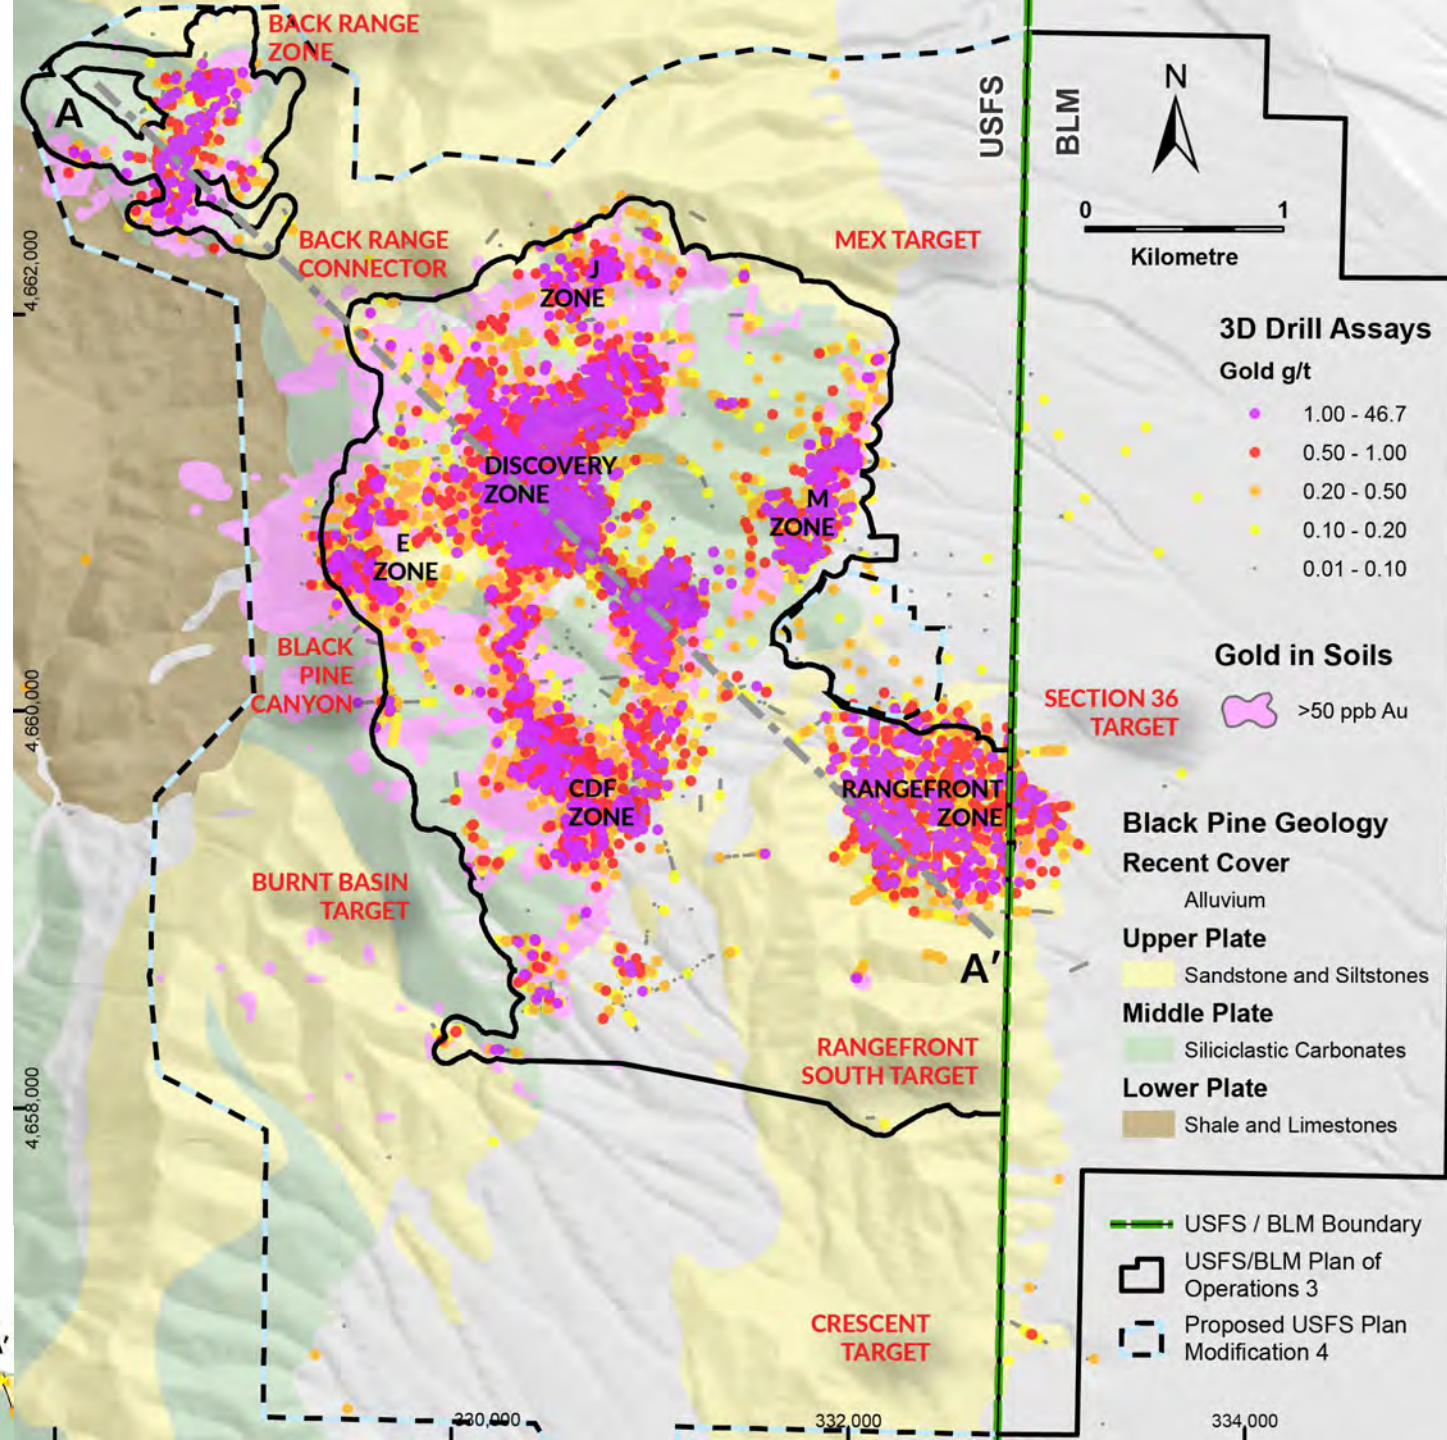 BACK RANGE
ZONE
A
BACK RANGE
CONNECTOR
MEX TARGET
USFS
BLM
N
0 1
Kilometre
4,662,000
J
ZONE
DISCOVERY
ZONE
M
ZONE
E
ZONE
BLACK
PINE
CANYON
4,660,000
SECTION 36
TARGET
CDF
ZONE
RANGEFRONT
ZONE
BURNT BASIN
TARGET
A'
RANGEFRONT
SOUTH TARGET
4,658,000
CRESCENT
TARGET
330,000
332,000
334,000
3D Drill Assays
Gold g/t
1.00 - 46.7
0.50 - 1.00
0.20 - 0.50
0.10 - 0.20
0.01 - 0.10
Gold in Soils
>50 ppb Au
Black Pine Geology
Recent Cover
Alluvium
Upper Plate
Sandstone and Siltstones
Middle Plate
Siliciclastic Carbonates
Lower Plate
Shale and Limestones
USFS / BLM Boundary
USFS/BLM Plan of
Operations 3
Proposed USFS Plan
Modification 4